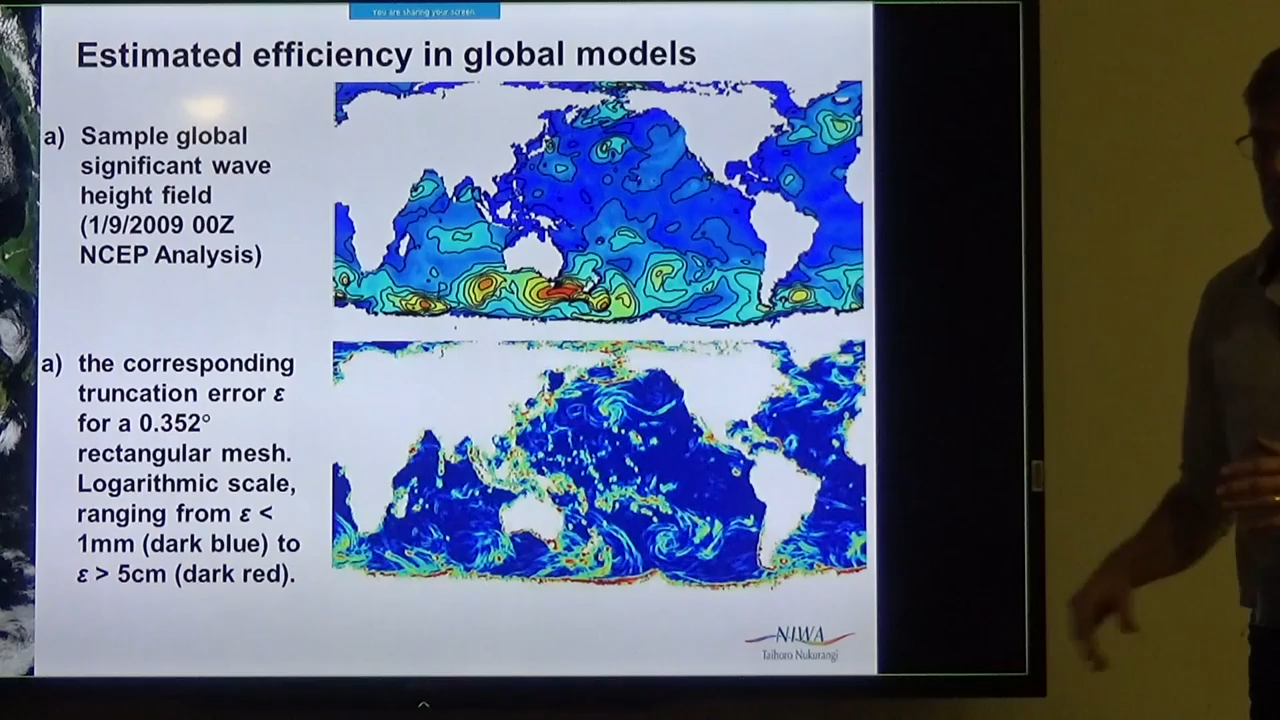 You are sharing your screen
Estimated efficiency in global models
a) Sample global
significant wave
height field
(1/9/2009 00Z
NCEP Analysis)
a) the corresponding
truncation error ε
for a 0.352°
rectangular mesh.
Logarithmic scale,
ranging from ε <
1mm (dark blue) to
ε > 5cm (dark red).
NIWA
Taihoro Nukurangi